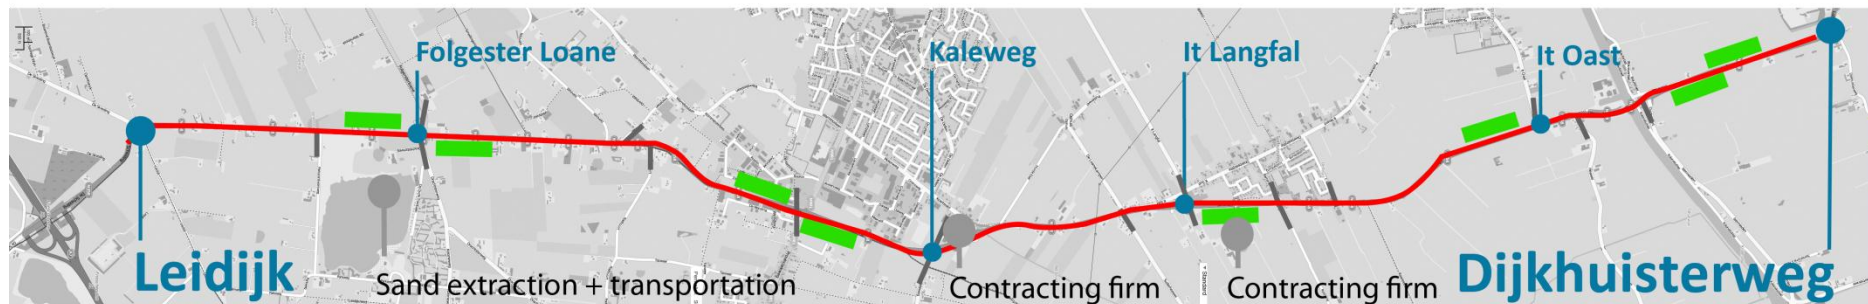 Folgester Loane
Kaleweg
It Langfal
It Oast
Leidijk
Sand extraction + transportation
Contracting firm
Contracting firm
Dijkhuisterweg